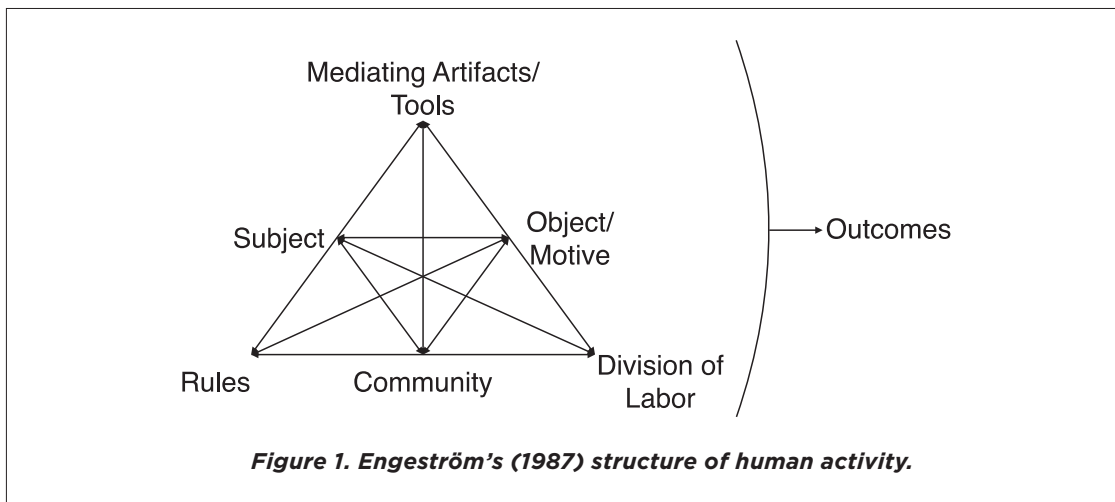 Mediating Artifacts/
Tools
Subject
Object/
Motive
Outcomes
Rules
Community
Division of
Labor
Figure 1. Engeström’s (1987) structure of human activity.